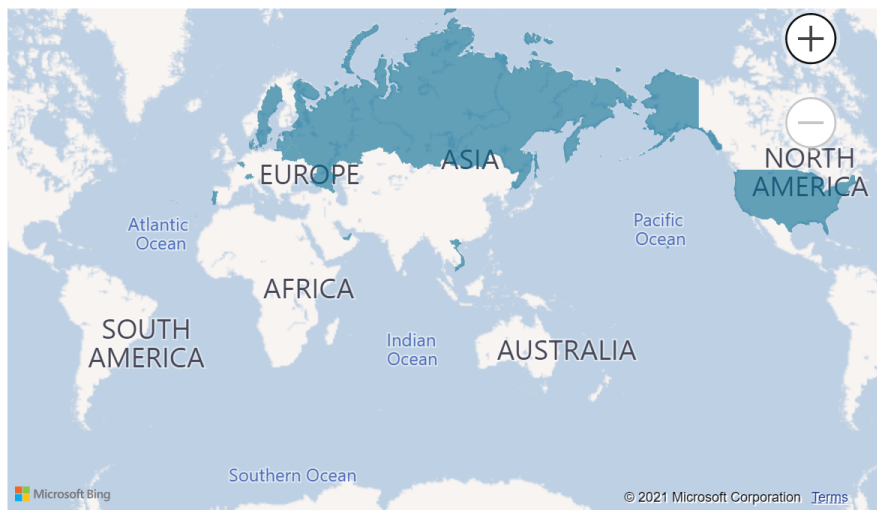 NORTH
AMERICA
ASIA
EUROPE
Atlantic
Ocean
Pacific
Ocean
AFRICA
SOUTH
AMERICA
Indian
Ocean
AUSTRALIA
Southern Ocean
Microsoft Bing
© 2021 Microsoft Corporation Terms